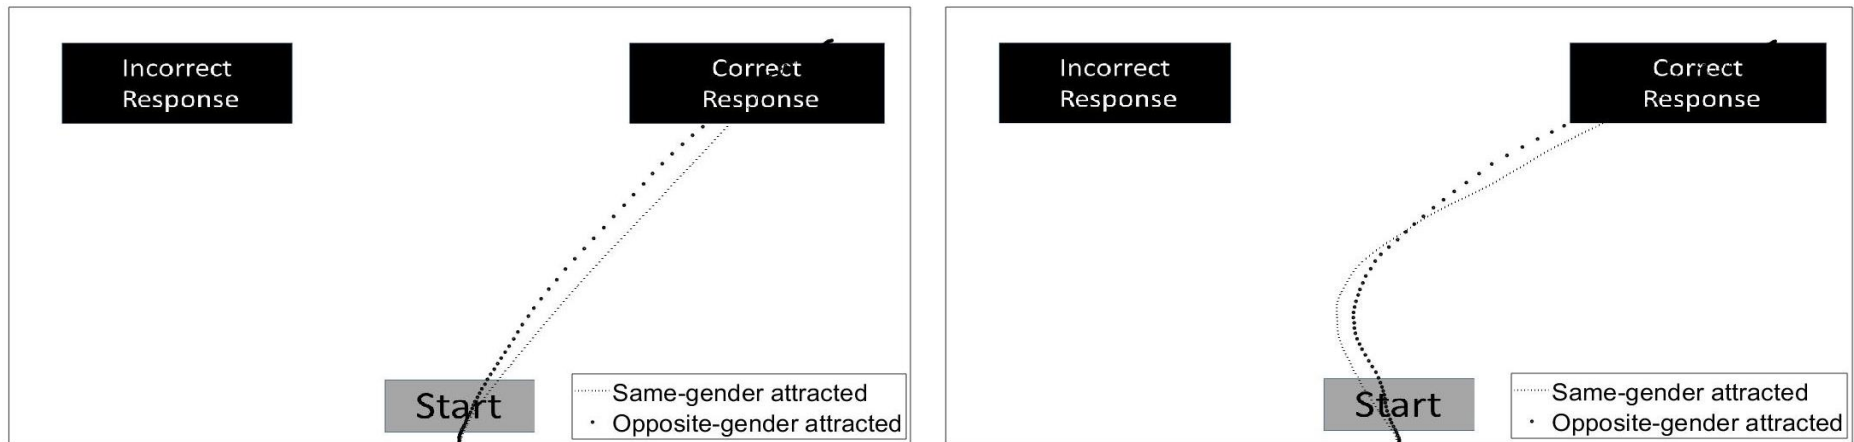 Incorrect
Response
Correct
Response
Start
Same-gender attracted
Opposite-gender attracted
Incorrect
Response
Correct
Response
Start
Same-gender attracted
Opposite-gender attracted